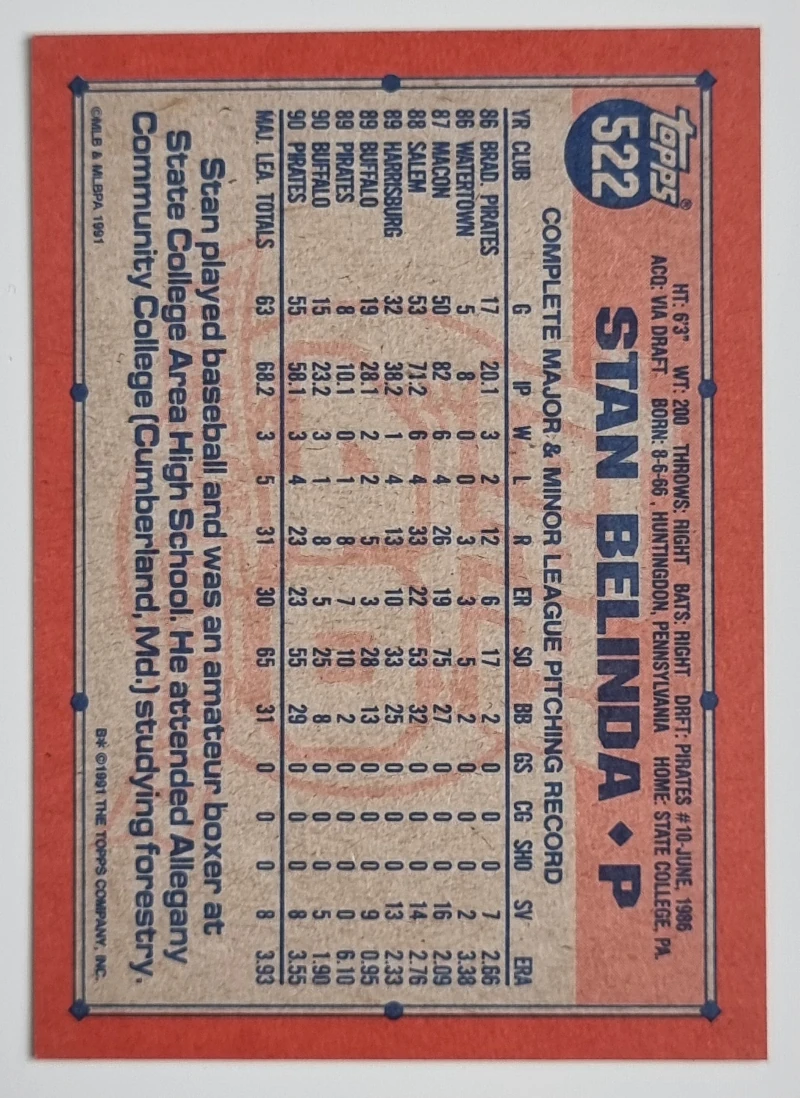 topps®
522
HT: 6'3" WT: 200 THROWS: RIGHT BATS: RIGHT DRFT: PIRATES #10-JUNE, 1986
ACQ: VIA DRAFT BORN: 8-6-66, HUNTINGDON, PENNSYLVANIA HOME: STATE COLLEGE, PA.
STAN BELINDA ♦ P
COMPLETE MAJOR & MINOR LEAGUE PITCHING RECORD
YR CLUB G IP W L R ER SO BB GS CG SHO SV ERA
86 BRAD. PIRATES 17 20.1 3 2 12 6 17 2 0 0 0 7 2.66
86 WATERTOWN 5 8 0 0 3 3 5 2 0 0 0 2 3.38
87 MACON 50 82 6 4 26 19 75 27 0 0 0 16 2.09
88 SALEM 53 71.2 6 4 33 22 53 32 0 0 0 14 2.76
89 HARRISBURG 32 38.2 1 4 13 10 33 25 0 0 0 13 2.33
89 BUFFALO 19 28.1 2 2 5 3 28 13 0 0 0 9 0.95
89 PIRATES 8 10.1 0 1 8 7 10 2 0 0 0 0 6.10
90 BUFFALO 15 23.2 3 1 8 5 25 8 0 0 0 5 1.90
90 PIRATES 55 58.1 3 4 23 23 55 29 0 0 0 8 3.55
MAJ. LEA. TOTALS 63 68.2 3 5 31 30 65 31 0 0 0 8 3.93
Stan played baseball and was an amateur boxer at
State College Area High School. He attended Allegany
Community College (Cumberland, Md.) studying forestry.
©MLB & MLBPA 1991
B* ©1991 THE TOPPS COMPANY, INC.